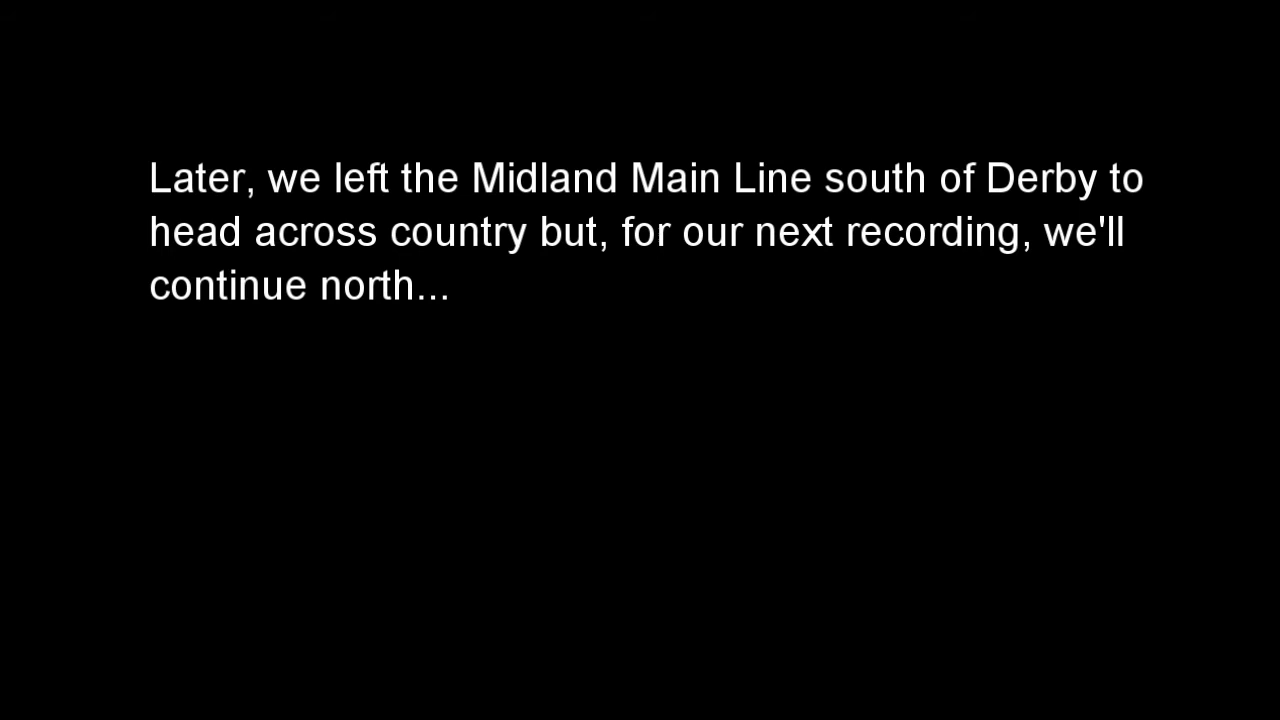 Later, we left the Midland Main Line south of Derby to
head across country but, for our next recording, we'll
continue north...